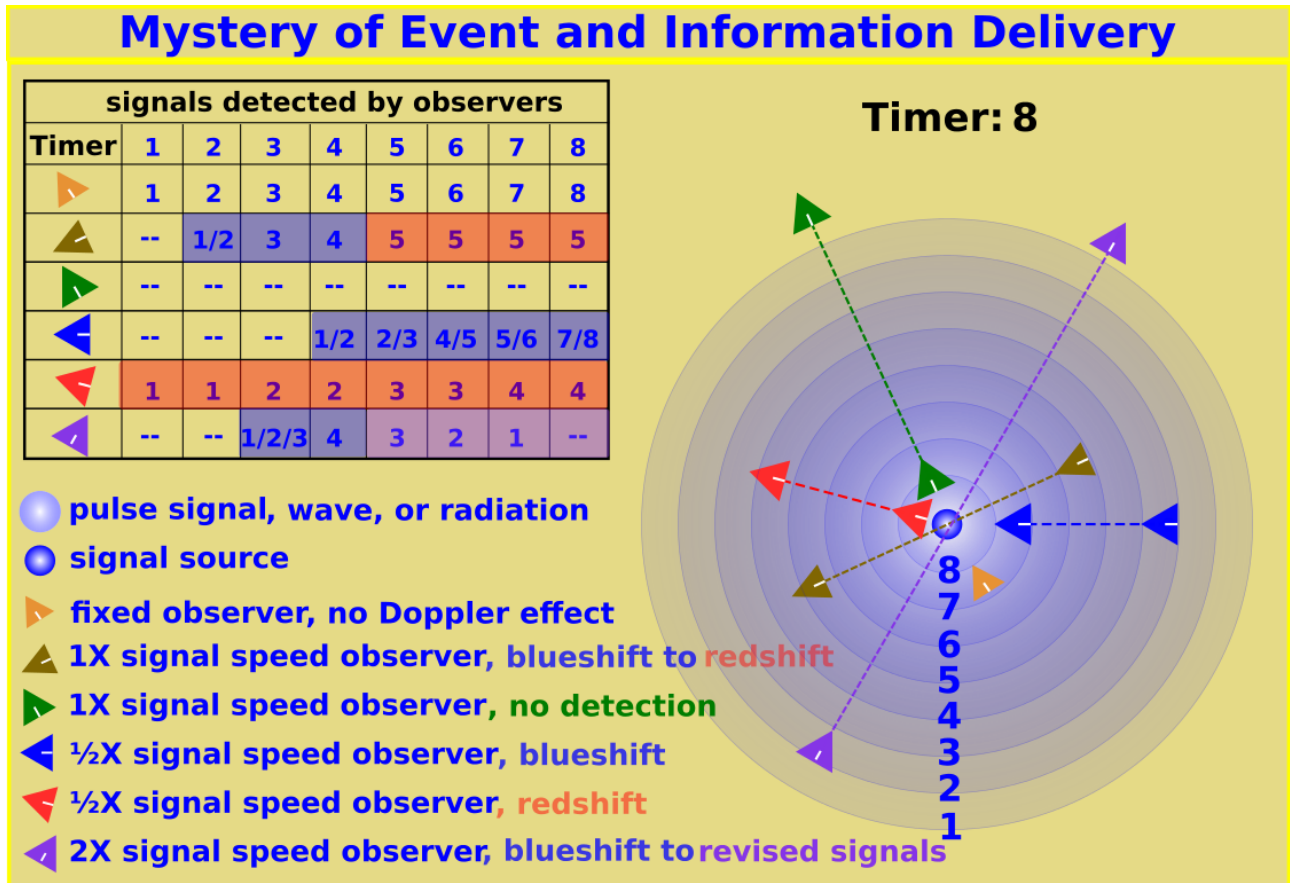 Mystery of Event and Information Delivery
signals detected by observers
Timer 1 2 3 4 5 6 7 8
1 2 3 4 5 6 7 8
-- 1/2 3 4 5 5 5 5
-- -- -- -- -- -- -- --
-- -- -- 1/2 2/3 4/5 5/6 7/8
1 1 2 2 3 3 4 4
-- -- 1/2/3 4 3 2 1 --
pulse signal, wave, or radiation
signal source
fixed observer, no Doppler effect
1X signal speed observer, blueshift to redshift
1X signal speed observer, no detection
½X signal speed observer, blueshift
½X signal speed observer, redshift
2X signal speed observer, blueshift to revised signals
Timer: 8
8
7
6
5
4
3
2
1